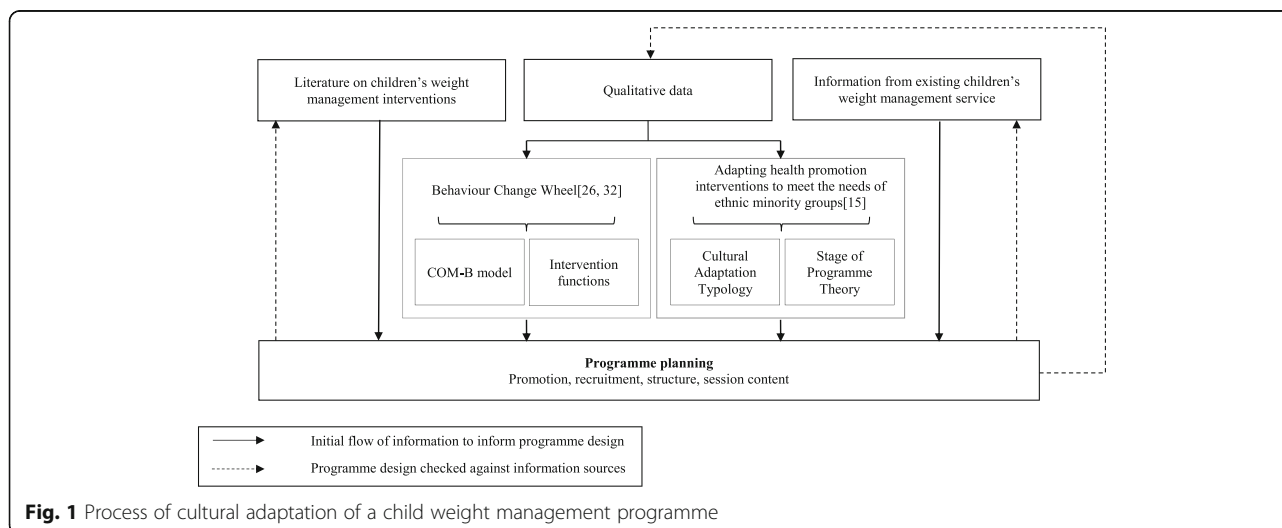 Literature on children's weight
management interventions
Qualitative data
Information from existing children's
weight management service
Behaviour Change Wheel[26, 32]
COM-B model
Intervention
functions
Adapting health promotion
interventions to meet the needs of
ethnic minority groups[15]
Cultural
Adaptation
Typology
Stage of
Programme
Theory
Programme planning
Promotion, recruitment, structure, session content
Initial flow of information to inform programme design
Programme design checked against information sources
Fig. 1 Process of cultural adaptation of a child weight management programme